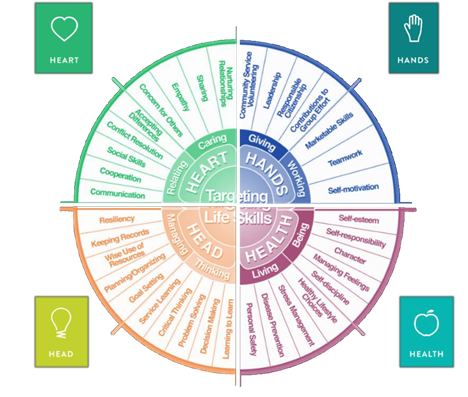 HEART
HANDS
Nurturing
Relationships
Sharing
Empathy
Concern for Others
Accepting
Differences
Conflict Resolution
Social Skills
Cooperation
Communication
Caring
Relating
HEART
Community Service
Volunteering
Leadership
Responsible
Citizenship
Contributions to
Group Effort
Marketable Skills
Teamwork
Self-motivation
Giving
Working
HANDS
Targeting
Life Skills
Resiliency
Keeping Records
Wise Use of
Resources
Planning/Organizing
Goal Setting
Service Learning
Critical Thinking
Problem Solving
Decision Making
Learning to Learn
Managing
Thinking
HEAD
Self-esteem
Self-responsibility
Character
Managing Feelings
Self-discipline
Healthy Lifestyle
Choices
Stress Management
Disease Prevention
Personal Safety
Being
Living
HEALTH
HEAD
HEALTH